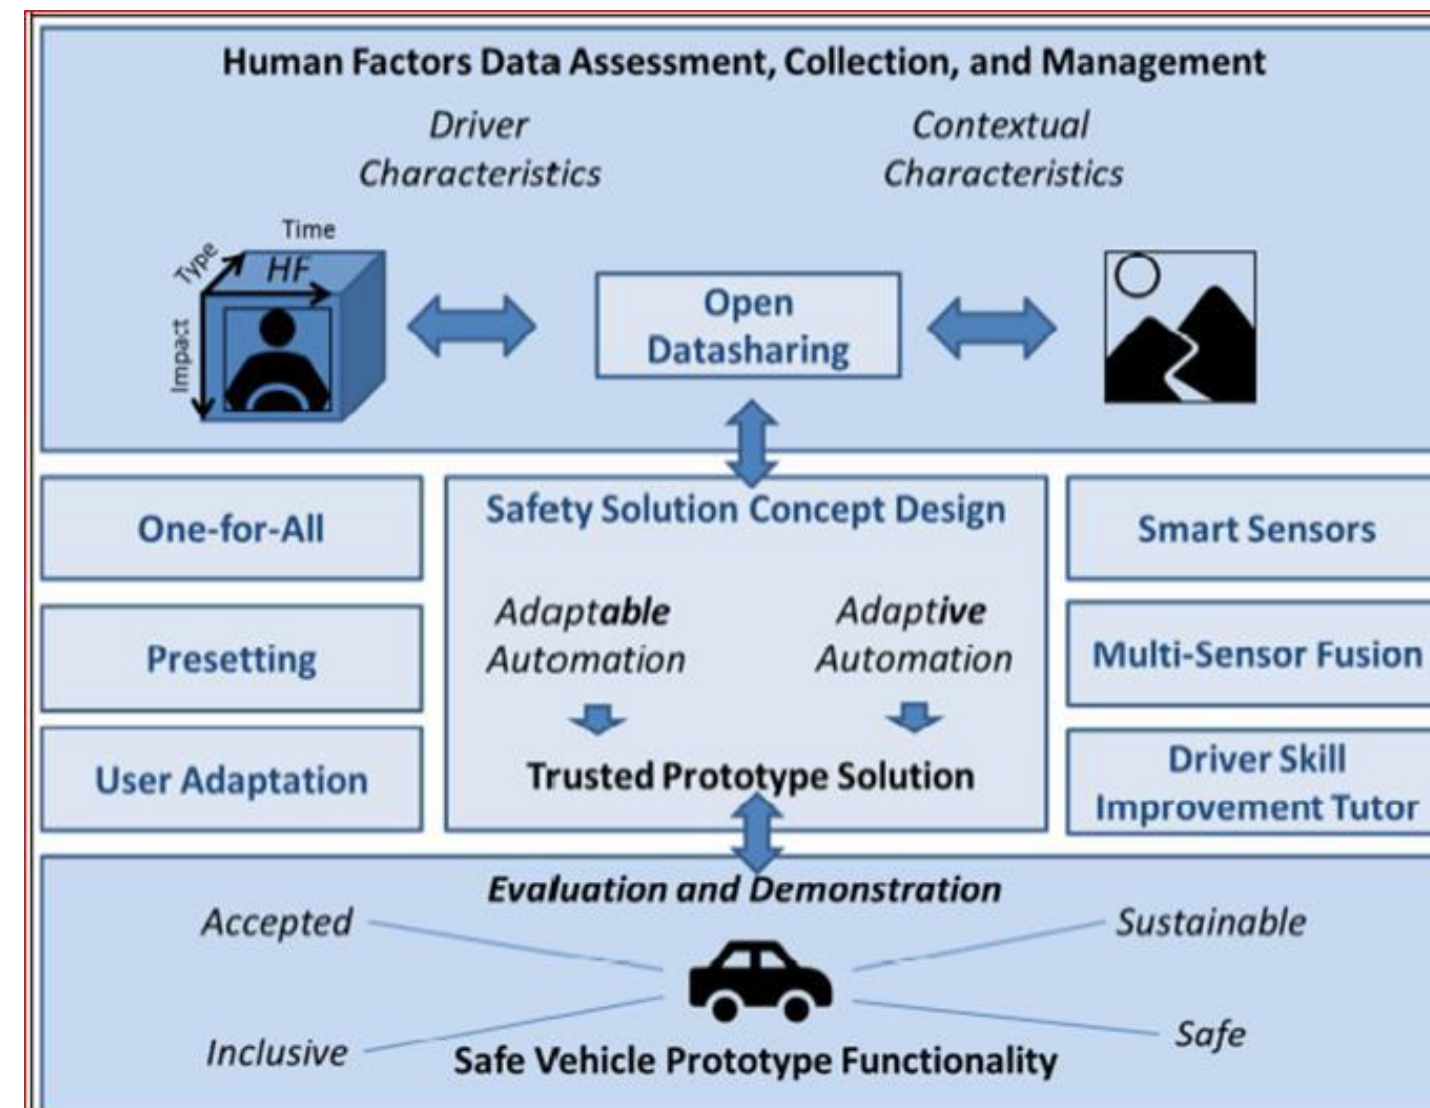 Human Factors Data Assessment, Collection, and Management
Driver
Characteristics
Contextual
Characteristics
Time
Type
HF
Impact
Open
Datasharing
One-for-All
Presetting
User Adaptation
Safety Solution Concept Design
Adaptable
Automation
Adaptive
Automation
Trusted Prototype Solution
Smart Sensors
Multi-Sensor Fusion
Driver Skill
Improvement Tutor
Evaluation and Demonstration
Accepted
Sustainable
Inclusive
Safe
Safe Vehicle Prototype Functionality